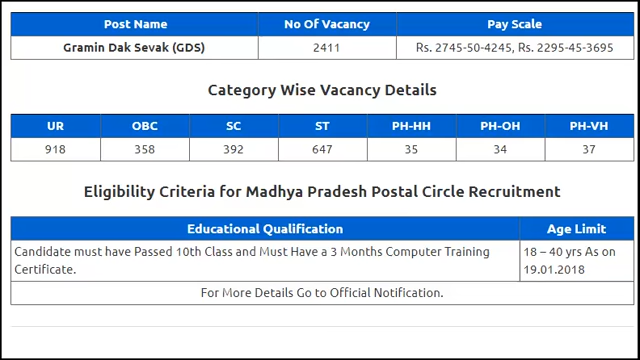 Post Name No Of Vacancy Pay Scale
Gramin Dak Sevak (GDS) 2411 Rs. 2745-50-4245, Rs. 2295-45-3695
Category Wise Vacancy Details
UR OBC SC ST PH-HH PH-OH PH-VH
918 358 392 647 35 34 37
Eligibility Criteria for Madhya Pradesh Postal Circle Recruitment
Educational Qualification Age Limit
Candidate must have Passed 10th Class and Must Have a 3 Months Computer Training 18 – 40 yrs As on
Certificate. 19.01.2018
For More Details Go to Official Notification.